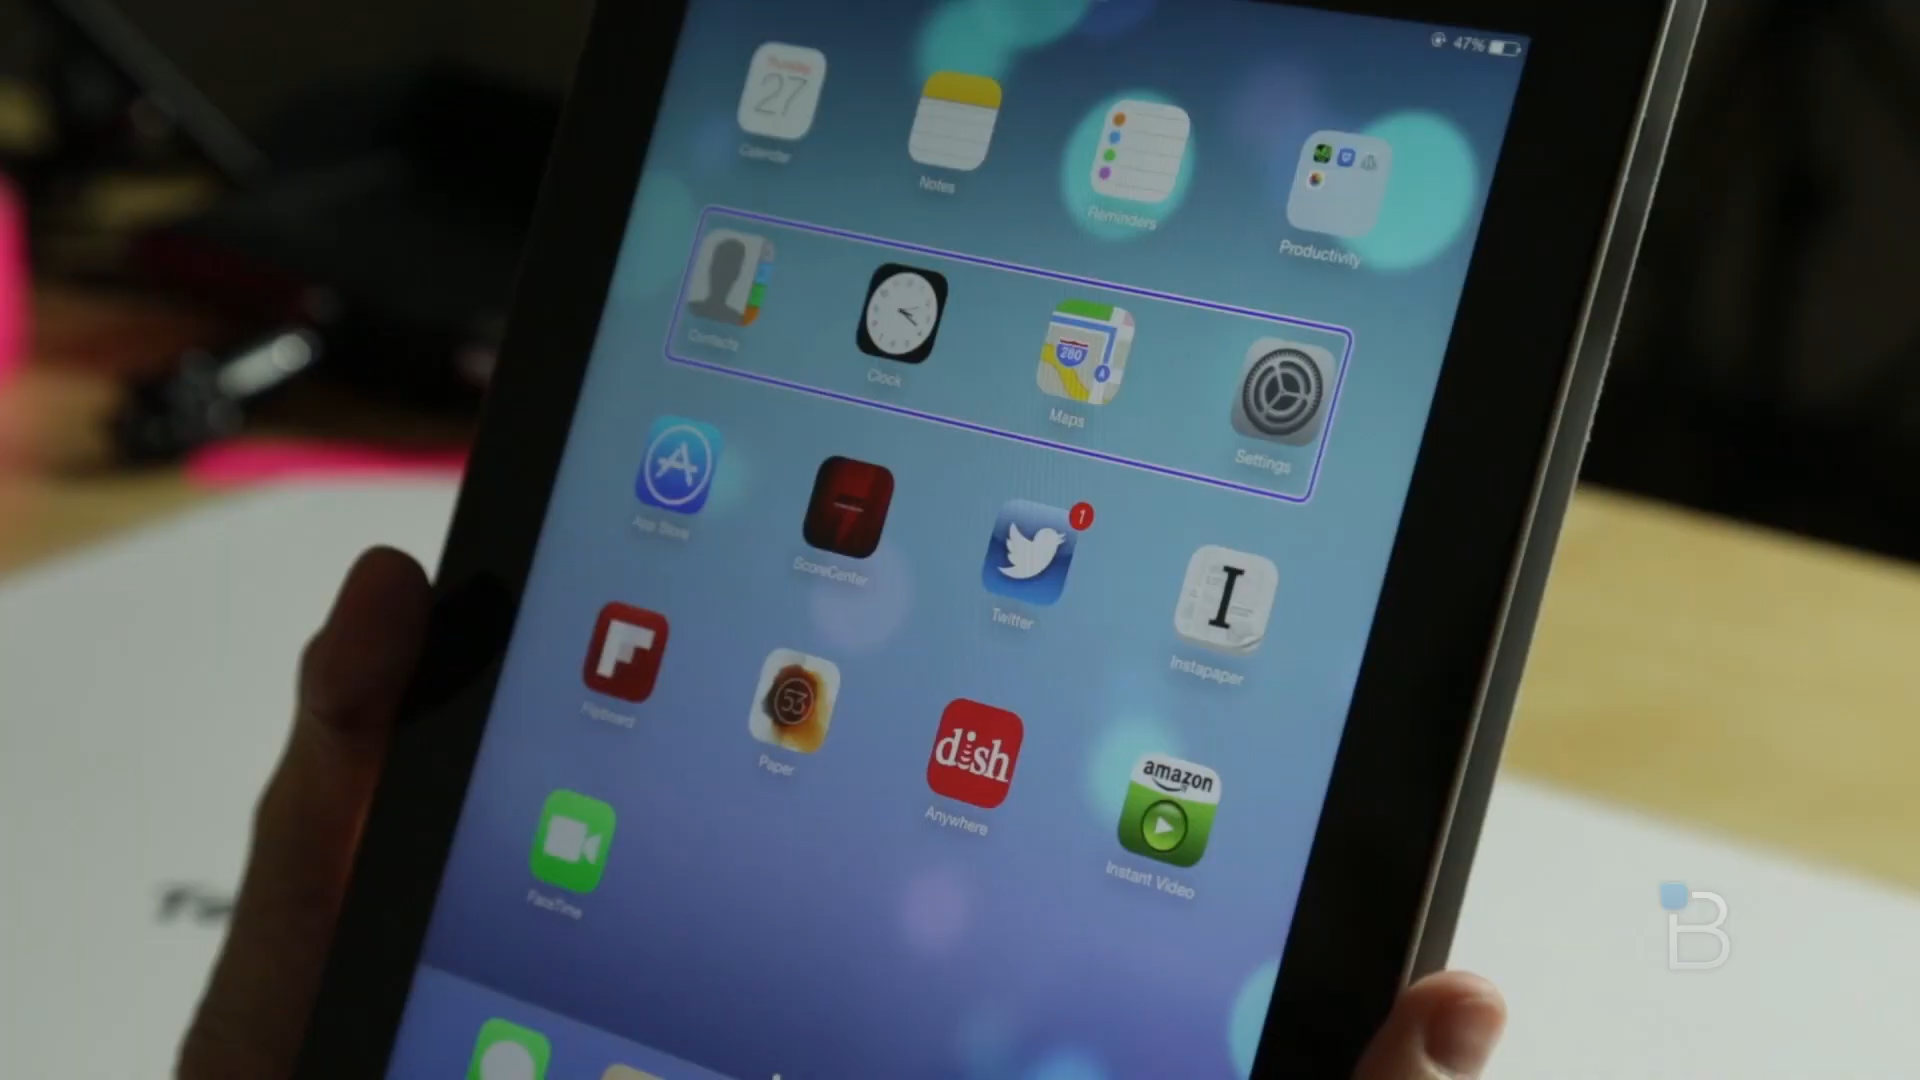 47%
Thursday
27
Calendar
Notes
Reminders
Productivity
Contacts
Clock
280
Maps
Settings
App Store
ScoreCenter
1
Twitter
I
Instapaper
Flipboard
53
Paper
dish
Anywhere
amazon
Instant Video
FaceTime
B